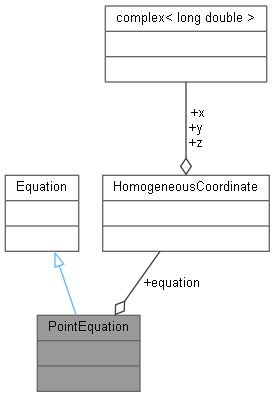 complex< long double >
+x
+y
+z
Equation
HomogeneousCoordinate
+equation
PointEquation